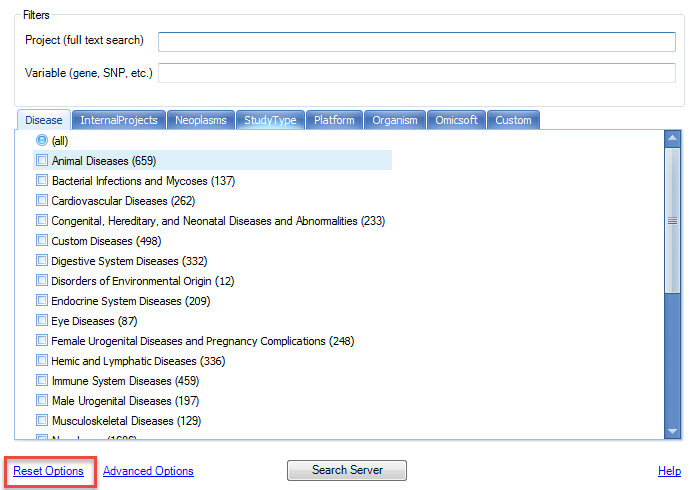 Filters
Project (full text search)
Variable (gene, SNP, etc.)
Disease InternalProjects Neoplasms StudyType Platform Organism Omicsoft Custom
(all)
Animal Diseases (659)
Bacterial Infections and Mycoses (137)
Cardiovascular Diseases (262)
Congenital, Hereditary, and Neonatal Diseases and Abnormalities (233)
Custom Diseases (498)
Digestive System Diseases (332)
Disorders of Environmental Origin (12)
Endocrine System Diseases (209)
Eye Diseases (87)
Female Urogenital Diseases and Pregnancy Complications (248)
Hemic and Lymphatic Diseases (336)
Immune System Diseases (459)
Male Urogenital Diseases (197)
Musculoskeletal Diseases (129)
Reset Options Advanced Options Search Server Help